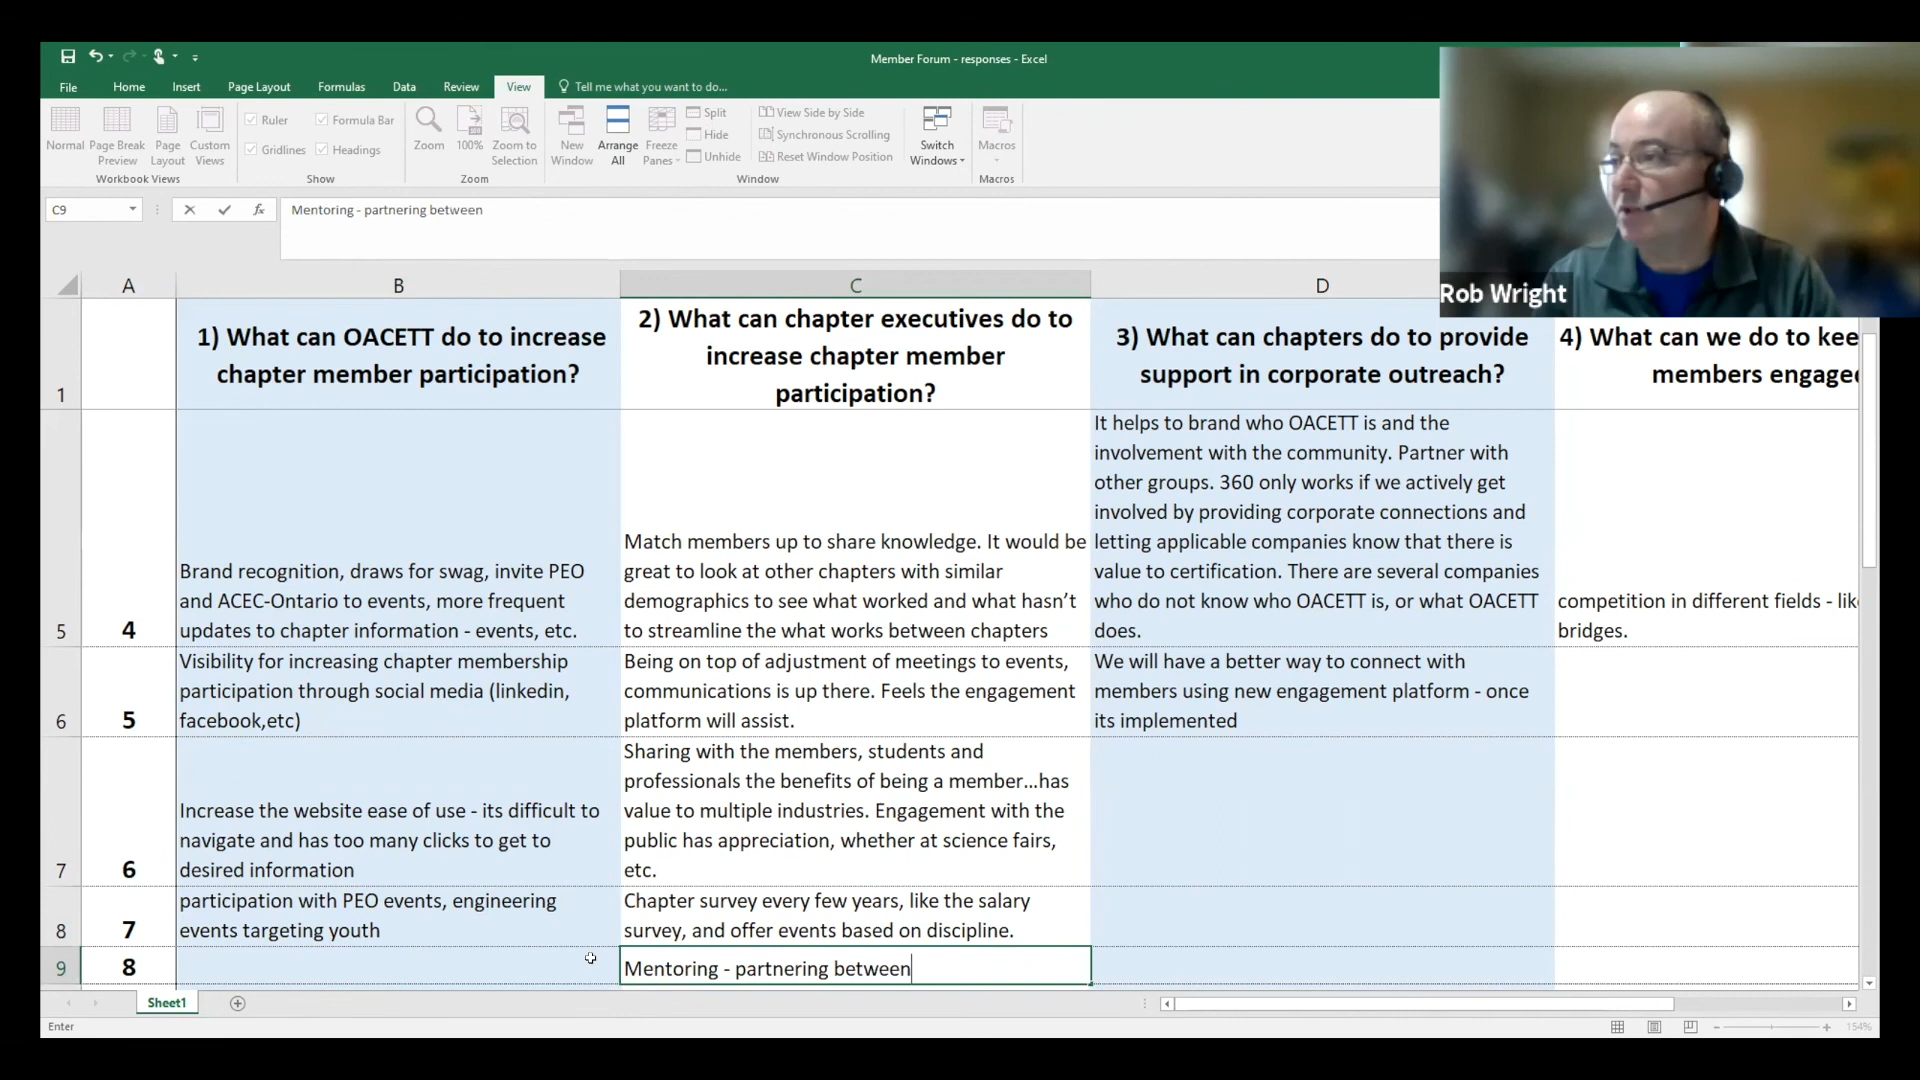 Member Forum - responses - Excel
File Home Insert Page Layout Formulas Data Review View Tell me what you want to do...
Normal Page Break Preview Page Layout Custom Views
Ruler Formula Bar
Gridlines Headings
Zoom 100% Zoom to Selection
New Window Arrange All Freeze Panes
Split
Hide
Unhide
View Side by Side
Synchronous Scrolling
Reset Window Position
Switch Windows
Macros
Workbook Views Show Zoom Window Macros
C9 fx Mentoring - partnering between
Rob Wright
A B C D
1
1) What can OACETT do to increase
chapter member participation?
2) What can chapter executives do to
increase chapter member
participation?
3) What can chapters do to provide
support in corporate outreach?
4) What can we do to kee
members engage
5 4
Brand recognition, draws for swag, invite PEO
and ACEC-Ontario to events, more frequent
updates to chapter information - events, etc.
Match members up to share knowledge. It would be
great to look at other chapters with similar
demographics to see what worked and what hasn't
to streamline the what works between chapters
It helps to brand who OACETT is and the
involvement with the community. Partner with
other groups. 360 only works if we actively get
involved by providing corporate connections and
letting applicable companies know that there is
value to certification. There are several companies
who do not know who OACETT is, or what OACETT
does.
competition in different fields - lik
bridges.
6 5
Visibility for increasing chapter membership
participation through social media (linkedin,
facebook,etc)
Being on top of adjustment of meetings to events,
communications is up there. Feels the engagement
platform will assist.
We will have a better way to connect with
members using new engagement platform - once
its implemented
7 6
Increase the website ease of use - its difficult to
navigate and has too many clicks to get to
desired information
Sharing with the members, students and
professionals the benefits of being a member...has
value to multiple industries. Engagement with the
public has appreciation, whether at science fairs,
etc.
8 7
participation with PEO events, engineering
events targeting youth
Chapter survey every few years, like the salary
survey, and offer events based on discipline.
9 8
Mentoring - partnering between
Sheet1
Enter
154%